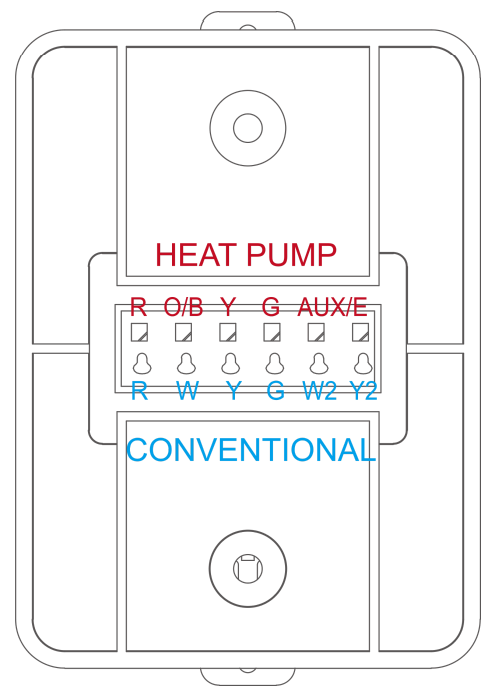 HEAT PUMP
R O/B Y G AUX/E
R W Y G W2 Y2
CONVENTIONAL